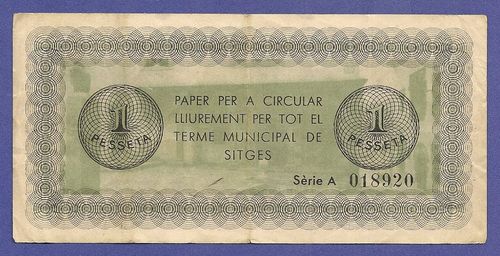 1
PESSETA
PAPER PER A CIRCULAR
LLIUREMENT PER TOT EL
TERME MUNICIPAL DE
SITGES
1
PESSETA
Sèrie A 018920